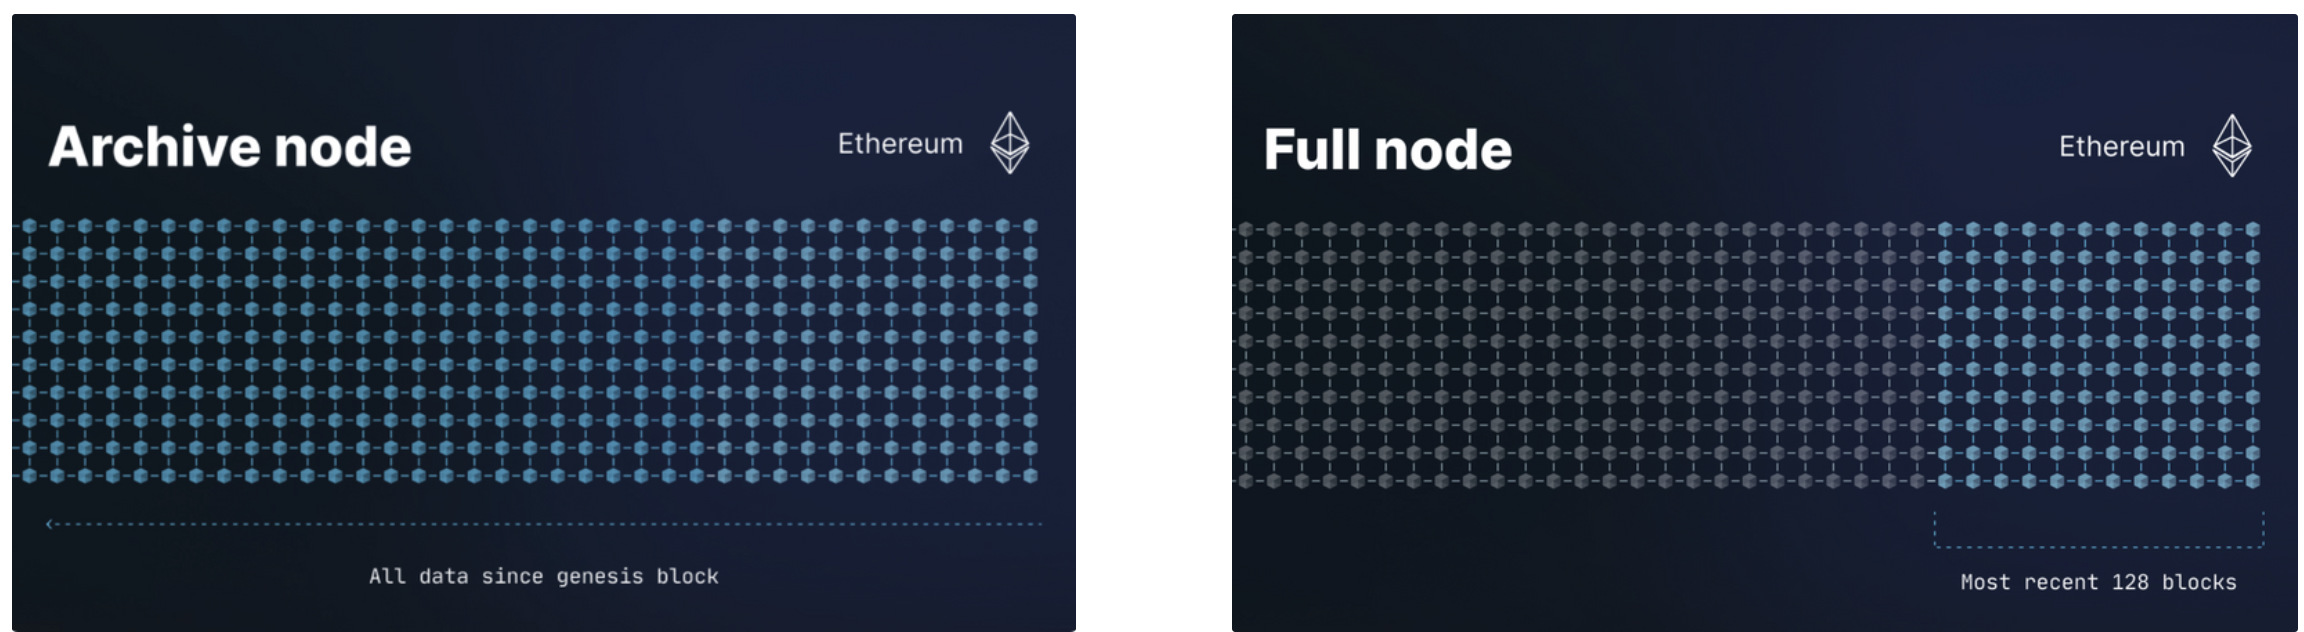 Archive node
Ethereum
All data since genesis block
Full node
Ethereum
Most recent 128 blocks